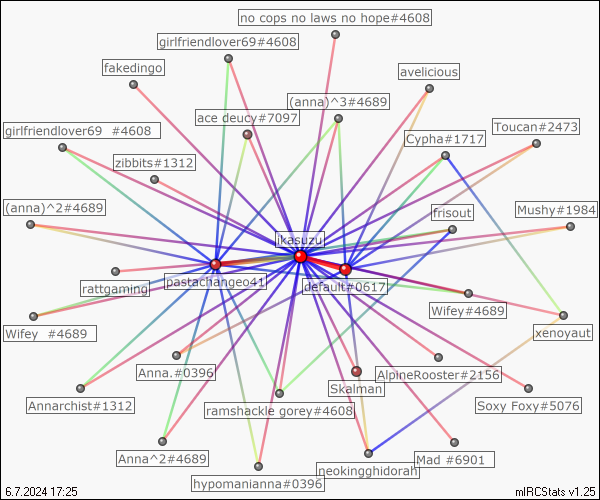 no cops no laws no hope#4608
girlfriendlover69#4608
fakedingo
avelicious
(anna)^3#4689
ace deucy#7097
Toucan#2473
girlfriendlover69 #4608
Cypha#1717
zibbits#1312
(anna)^2#4689
frisout
Mushy#1984
ikasuzu
rattgaming
pastachangeo41
default#0617
Wifey#4689
Wifey #4689
xenoyaut
Anna.#0396
AlpineRooster#2156
Skalman
Annarchist#1312
ramshackle gorey#4608
Soxy Foxy#5076
Anna^2#4689
Mad #6901
neokingghidorah
hypomanianna#0396
6.7.2024 17:25
mIRCStats v1.25